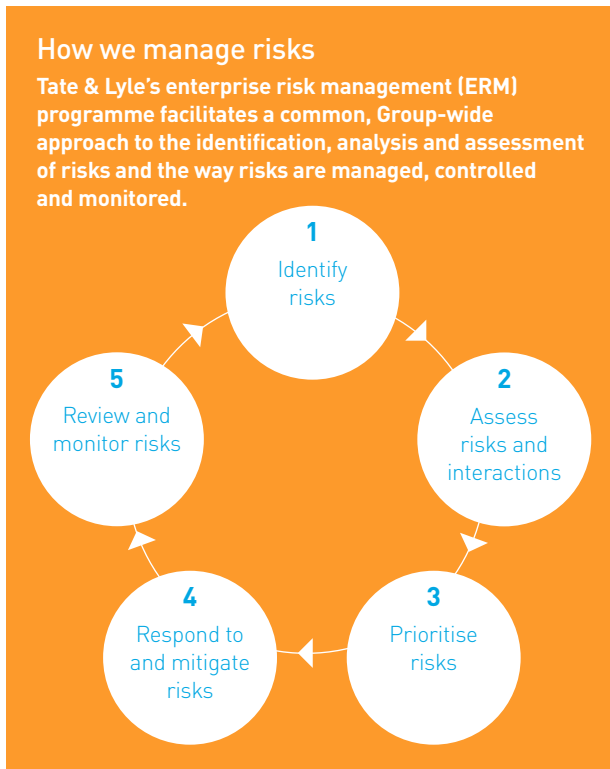 How we manage risks
Tate & Lyle’s enterprise risk management (ERM)
programme facilitates a common, Group-wide
approach to the identification, analysis and assessment
of risks and the way risks are managed, controlled
and monitored.
1
Identify
risks
2
Assess
risks and
interactions
3
Prioritise
risks
4
Respond to
and mitigate
risks
5
Review and
monitor risks